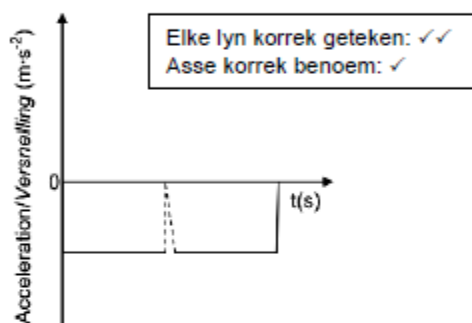 Elke lyn korrek geteken: ✓✓
Asse korrek benoem: ✓
Acceleration/Versnelling (m·s⁻²)
0
t(s)